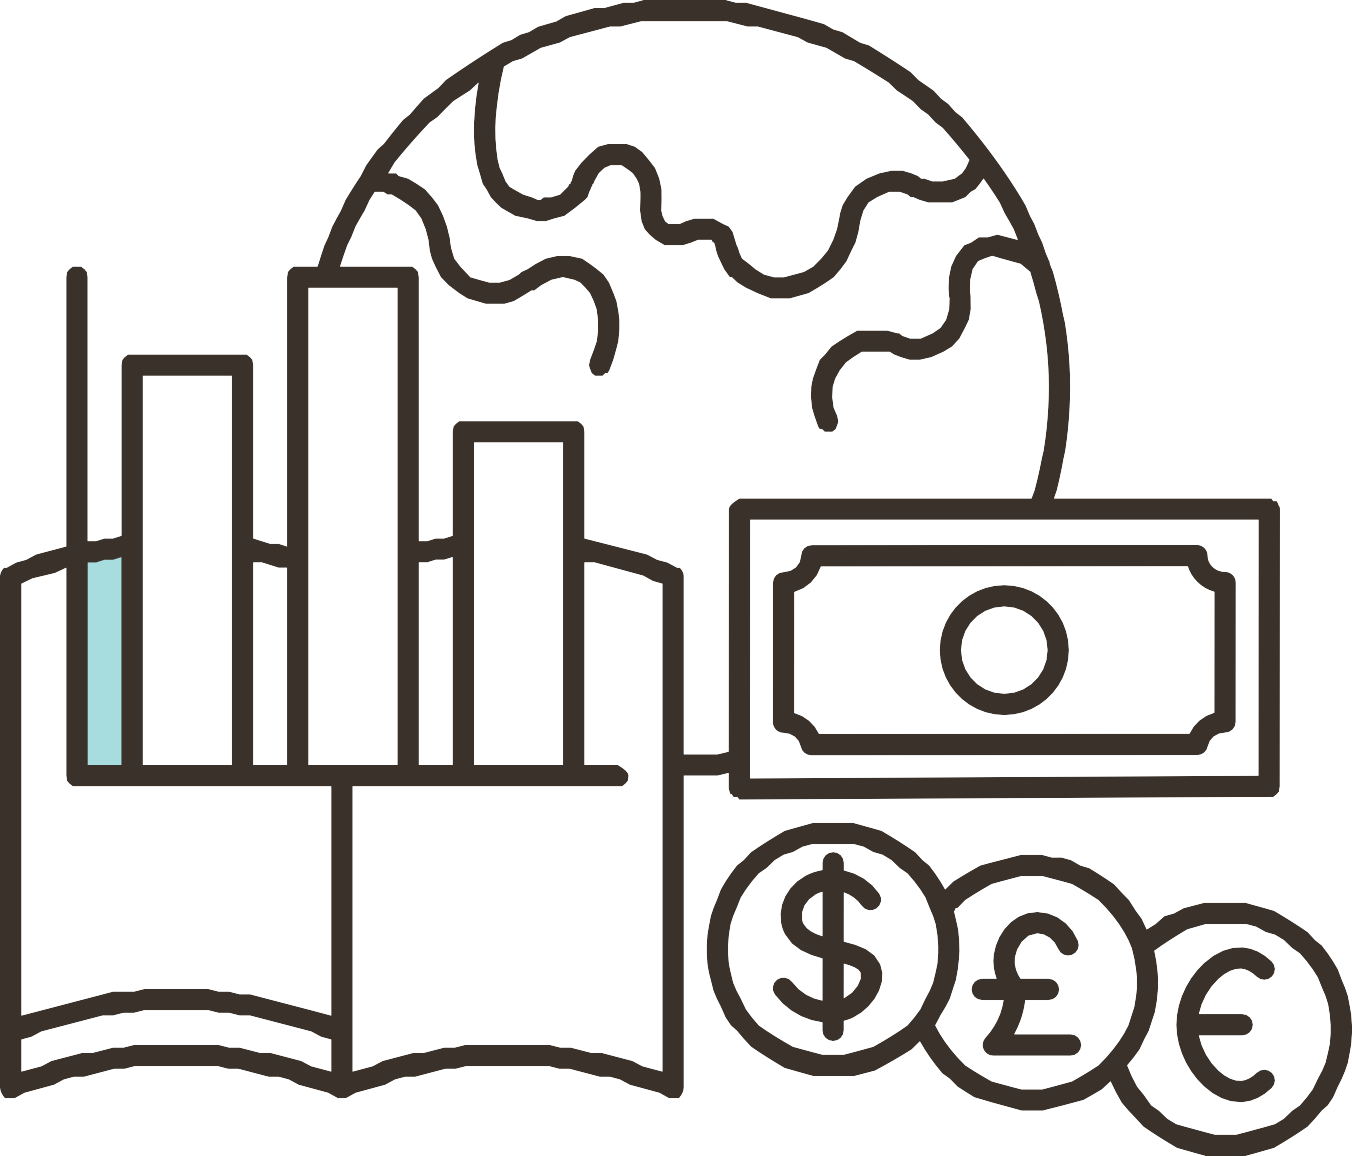 $ £ €